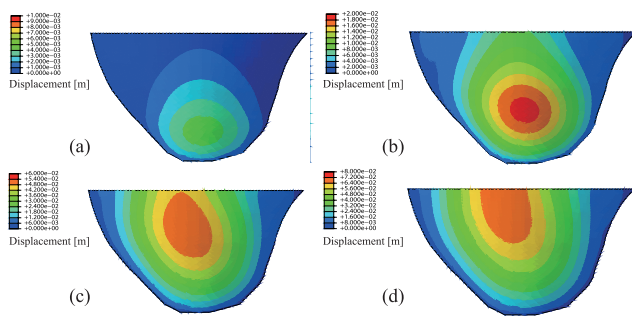 +1.000e-02
+9.000e-03
+8.000e-03
+7.000e-03
+6.000e-03
+5.000e-03
+4.000e-03
+3.000e-03
+2.000e-03
+1.000e-03
+0.000e+00
Displacement [m]
(a)
+2.000e-02
+1.800e-02
+1.600e-02
+1.400e-02
+1.200e-02
+1.000e-02
+8.000e-03
+6.000e-03
+4.000e-03
+2.000e-03
+0.000e+00
Displacement [m]
(b)
+6.000e-02
+5.400e-02
+4.800e-02
+4.200e-02
+3.600e-02
+3.000e-02
+2.400e-02
+1.800e-02
+1.200e-02
+6.000e-03
+0.000e+00
Displacement [m]
(c)
+8.000e-02
+7.200e-02
+6.400e-02
+5.600e-02
+4.800e-02
+4.000e-02
+3.200e-02
+2.400e-02
+1.600e-02
+8.000e-03
+0.000e+00
Displacement [m]
(d)